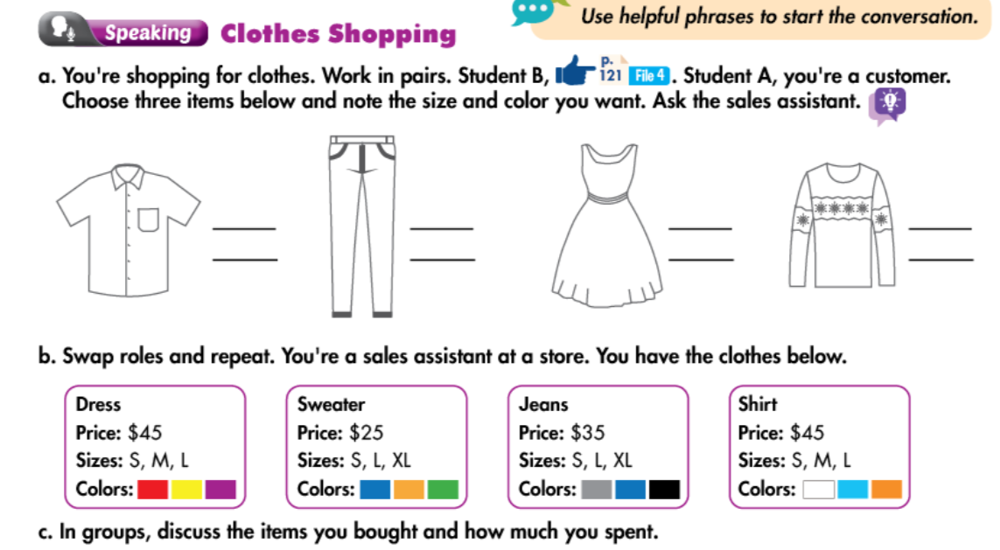 Use helpful phrases to start the conversation.
Speaking Clothes Shopping
a. You're shopping for clothes. Work in pairs. Student B, p. 121 File 4. Student A, you're a customer.
Choose three items below and note the size and color you want. Ask the sales assistant.
b. Swap roles and repeat. You're a sales assistant at a store. You have the clothes below.
Dress
Price: $45
Sizes: S, M, L
Colors:
Sweater
Price: $25
Sizes: S, L, XL
Colors:
Jeans
Price: $35
Sizes: S, L, XL
Colors:
Shirt
Price: $45
Sizes: S, M, L
Colors:
c. In groups, discuss the items you bought and how much you spent.